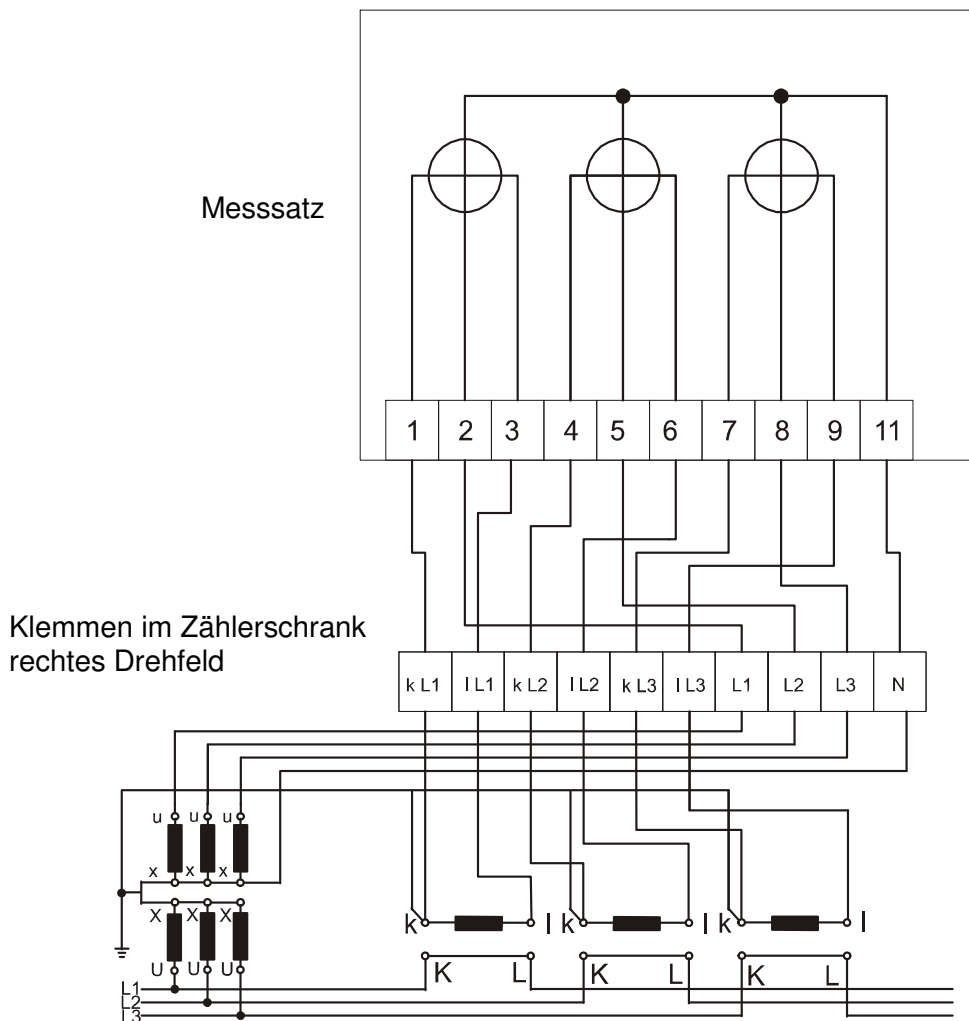 Messsatz
1 2 3 4 5 6 7 8 9 11
Klemmen im Zählerschrank
rechtes Drehfeld
k L1 l L1 k L2 l L2 k L3 l L3 L1 L2 L3 N
u u u
x x x
X X X
k l k l k l
U U U
K L K L K L
L1
L2
L3